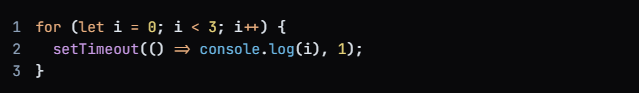 1 for (let i = 0; i < 3; i++) {
2   setTimeout(() => console.log(i), 1);
3 }